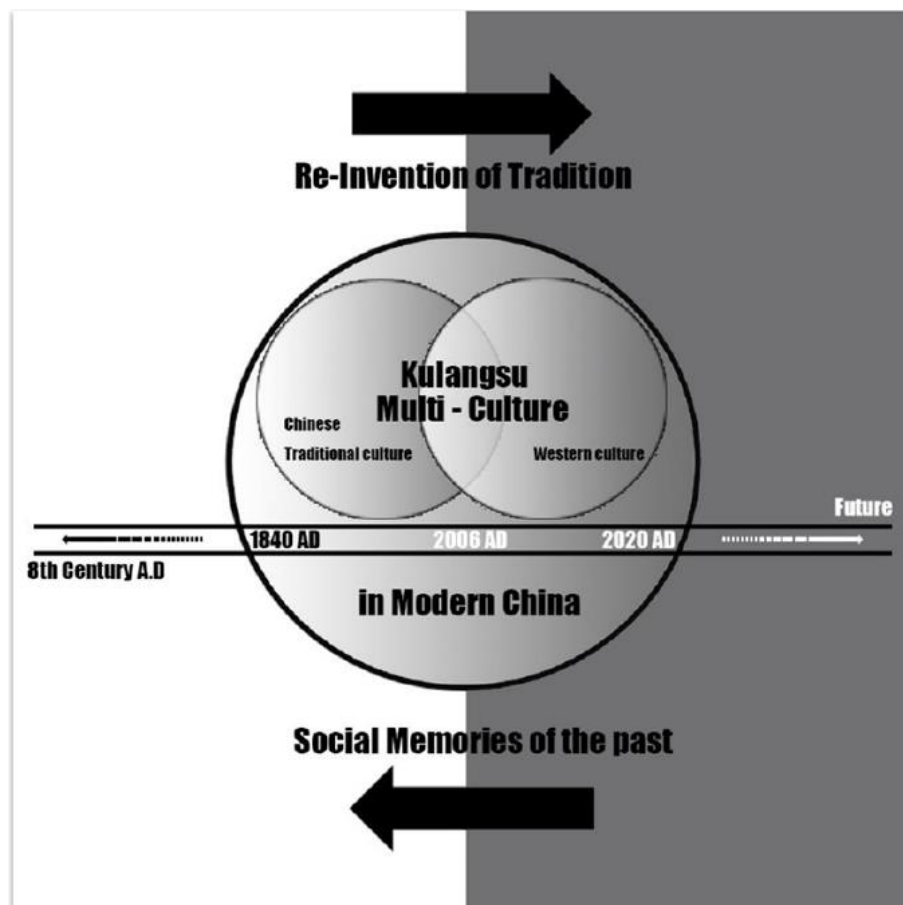 Re-Invention of Tradition
Kulangsu
Multi - Culture
Chinese
Traditional culture
Western culture
Future
1840 AD
2006 AD
2020 AD
8th Century A.D
in Modern China
Social Memories of the past